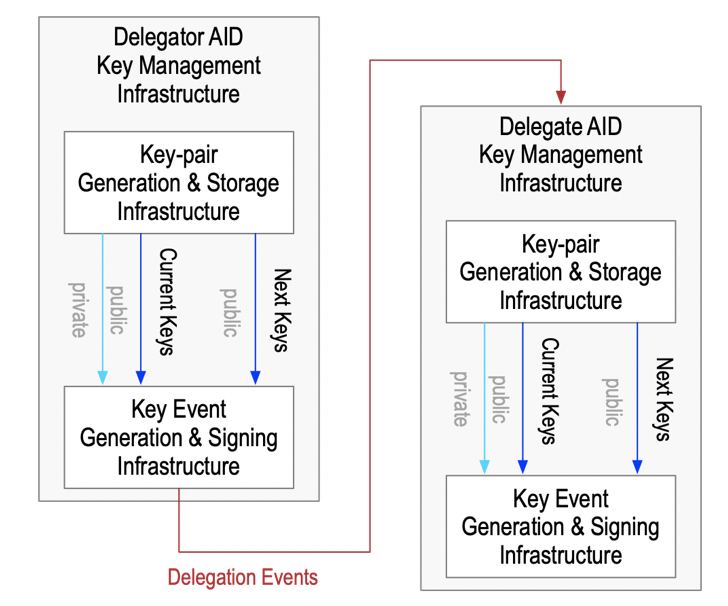 Delegator AID
Key Management
Infrastructure
Key-pair
Generation & Storage
Infrastructure
private
public
Current Keys
public
Next Keys
Key Event
Generation & Signing
Infrastructure
Delegation Events
Delegate AID
Key Management
Infrastructure
Key-pair
Generation & Storage
Infrastructure
private
public
Current Keys
public
Next Keys
Key Event
Generation & Signing
Infrastructure